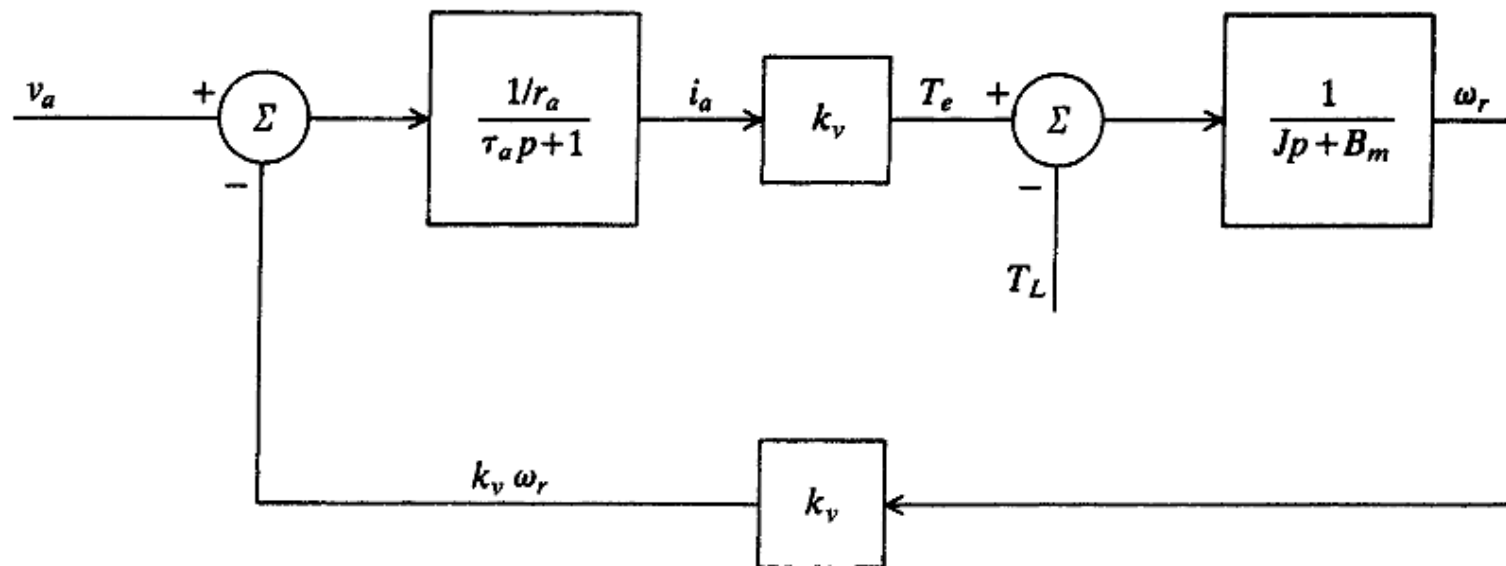 v_a
+
Σ
−
1/r_a
τ_a p + 1
i_a
k_v
T_e
+
Σ
−
T_L
1
Jp + B_m
ω_r
k_v ω_r
k_v